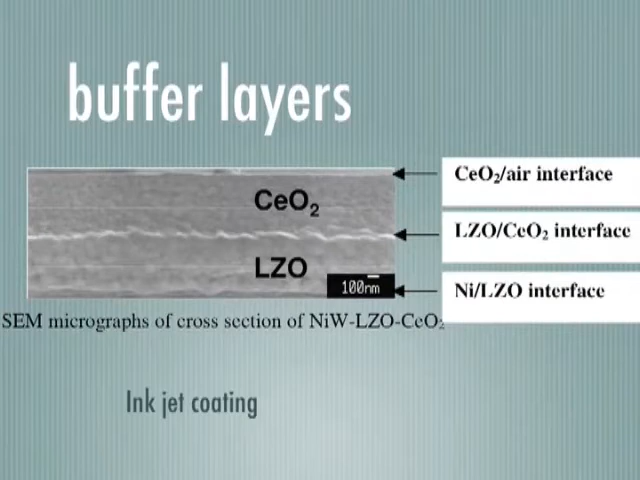 buffer layers
CeO₂/air interface
CeO₂
LZO/CeO₂ interface
LZO
100nm
Ni/LZO interface
SEM micrographs of cross section of NiW-LZO-CeO₂
Ink jet coating